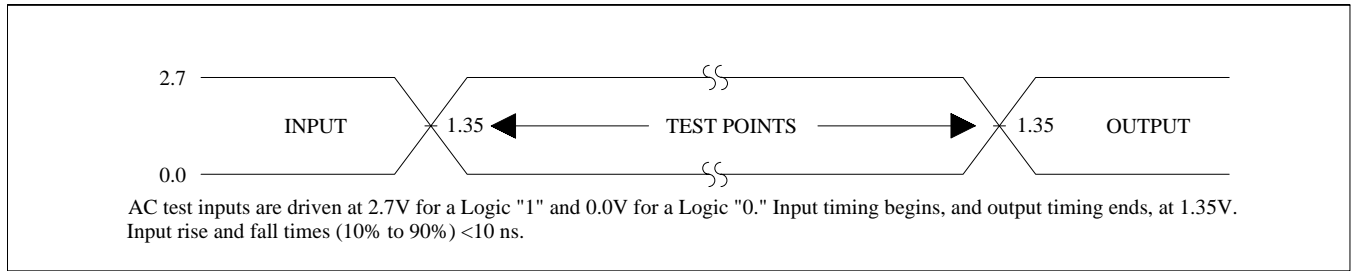 2.7
INPUT 1.35 TEST POINTS 1.35 OUTPUT
0.0
AC test inputs are driven at 2.7V for a Logic "1" and 0.0V for a Logic "0." Input timing begins, and output timing ends, at 1.35V.
Input rise and fall times (10% to 90%) <10 ns.